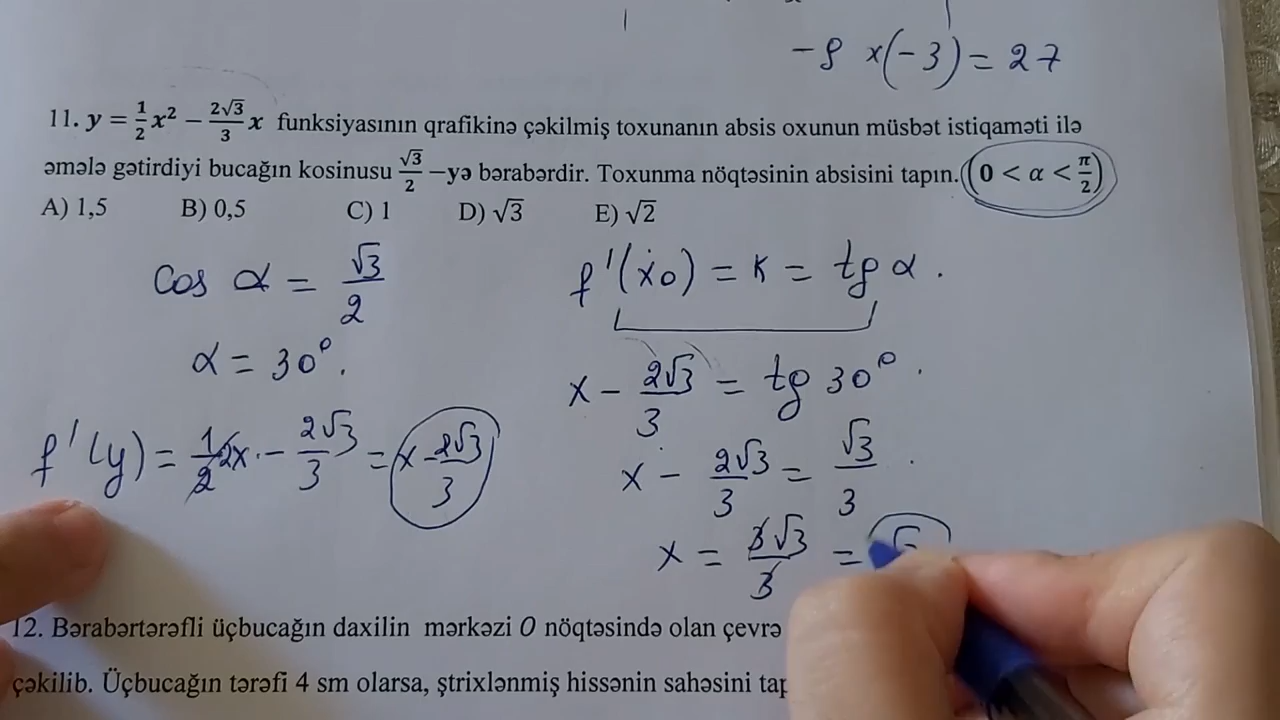 -9 x(-3) = 27
11. y = 1/2 x² − 2√3/3 x funksiyasının qrafikinə çəkilmiş toxunanın absis oxunun müsbət istiqaməti ilə
əmələ gətirdiyi bucağın kosinusu √3/2 −yə bərabərdir. Toxunma nöqtəsinin absisini tapın. (0 < α < π/2)
A) 1,5 B) 0,5 C) 1 D) √3 E) √2
Cos α = √3/2
α = 30°.
f'(y) = 1/2 2x - 2√3/3 = x - 2√3/3
f'(x0) = K = tg α.
x - 2√3/3 = tg 30°.
x - 2√3/3 = √3/3.
x = 3√3/3 =
12. Bərabərtərəfli üçbucağın daxilin mərkəzi O nöqtəsində olan çevrə
çəkilib. Üçbucağın tərəfi 4 sm olarsa, ştrixlənmiş hissənin sahəsini